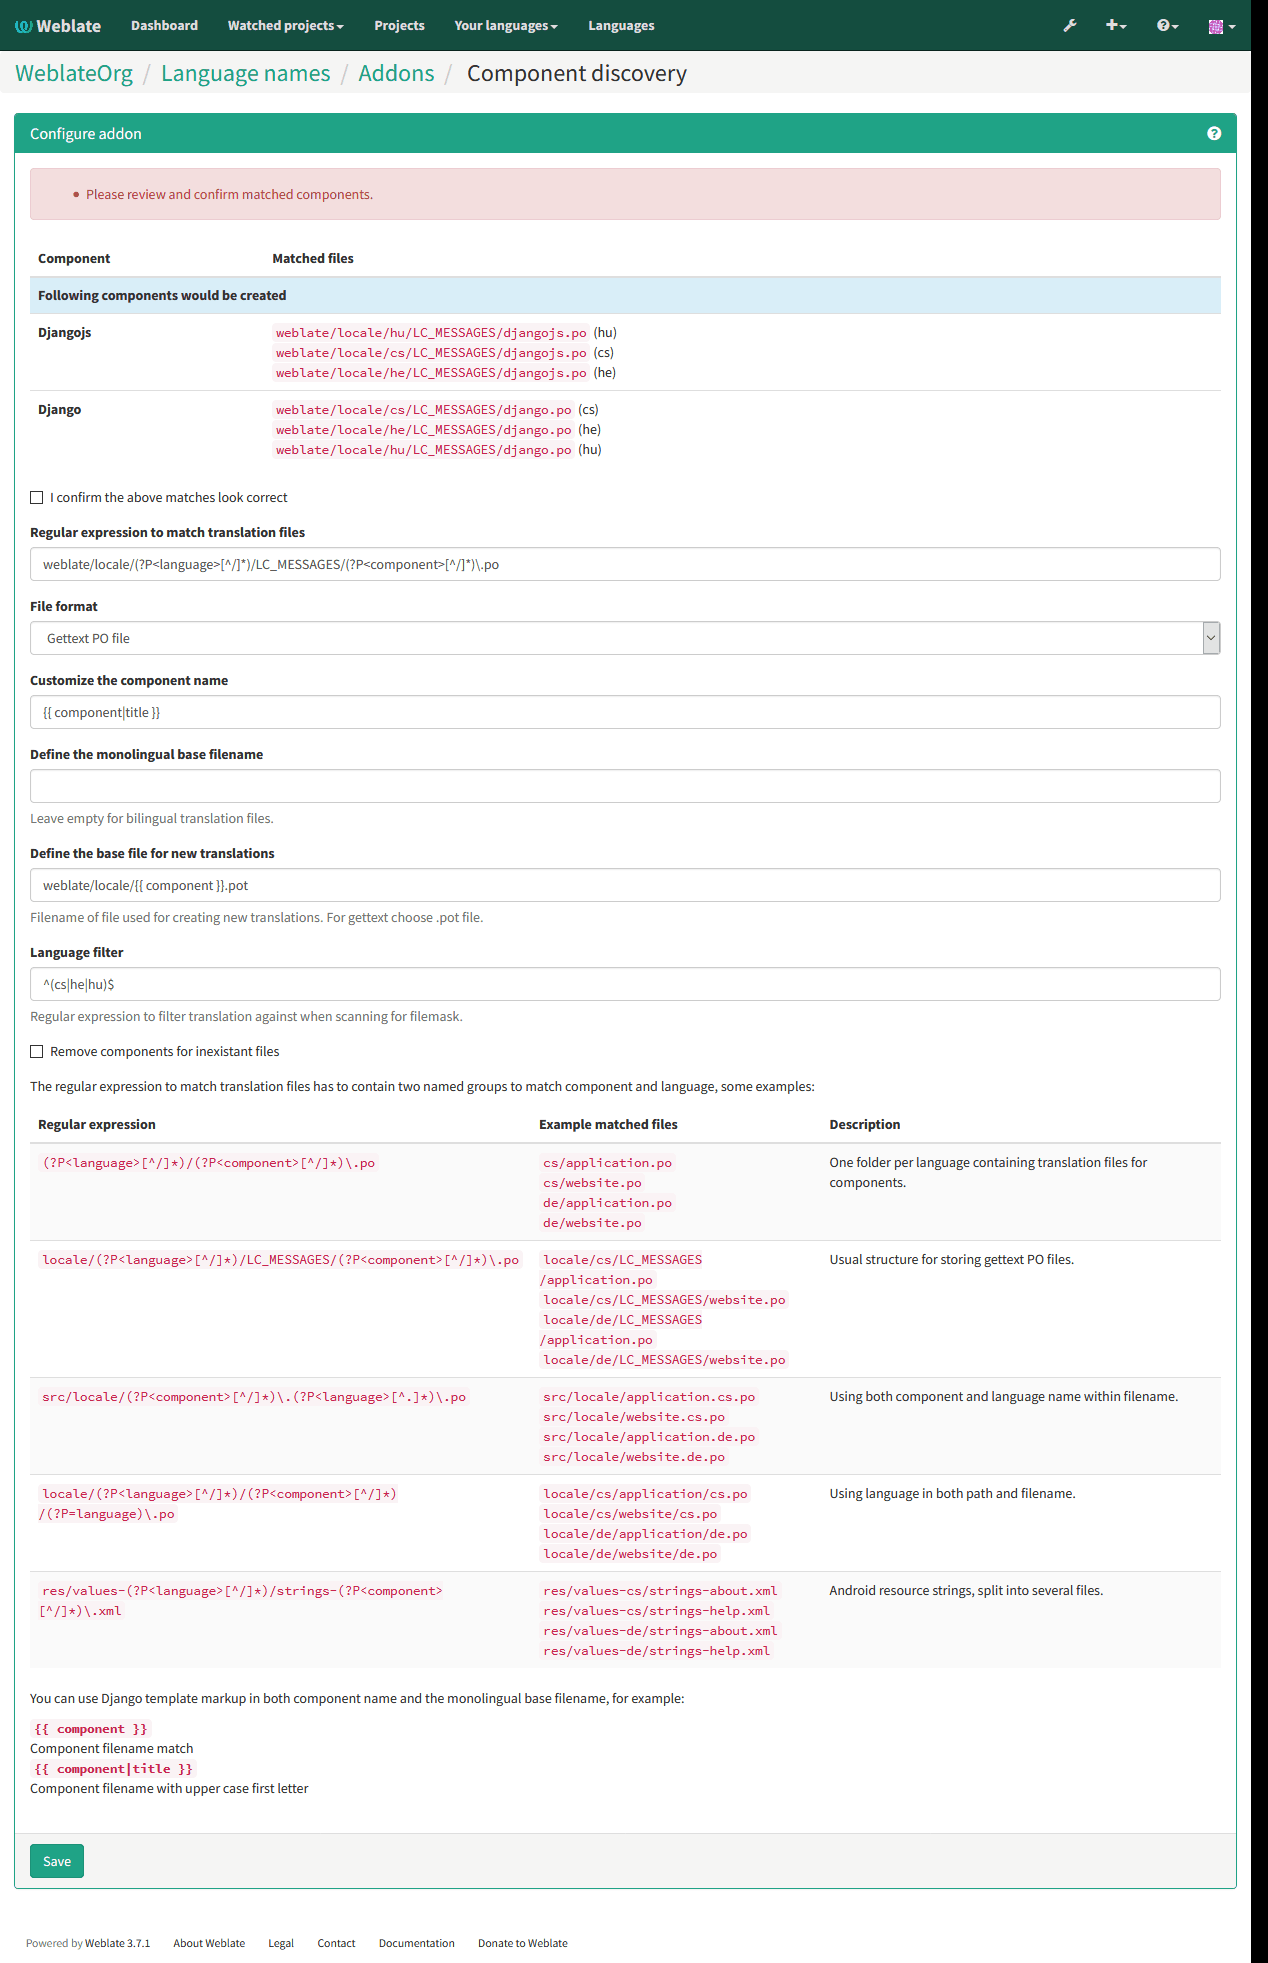 Weblate Dashboard Watched projects Projects Your languages Languages
WeblateOrg / Language names / Addons / Component discovery
Configure addon
Please review and confirm matched components.
Component Matched files
Following components would be created
Djangojs weblate/locale/hu/LC_MESSAGES/djangojs.po (hu)
weblate/locale/cs/LC_MESSAGES/djangojs.po (cs)
weblate/locale/he/LC_MESSAGES/djangojs.po (he)
Django weblate/locale/cs/LC_MESSAGES/django.po (cs)
weblate/locale/he/LC_MESSAGES/django.po (he)
weblate/locale/hu/LC_MESSAGES/django.po (hu)
I confirm the above matches look correct
Regular expression to match translation files
weblate/locale/(?P<language>[^/]*)/LC_MESSAGES/(?P<component>[^/]*)\.po
File format
Gettext PO file
Customize the component name
{{ component|title }}
Define the monolingual base filename
Leave empty for bilingual translation files.
Define the base file for new translations
weblate/locale/{{ component }}.pot
Filename of file used for creating new translations. For gettext choose .pot file.
Language filter
^(cs|he|hu)$
Regular expression to filter translation against when scanning for filemask.
Remove components for inexistant files
The regular expression to match translation files has to contain two named groups to match component and language, some examples:
Regular expression Example matched files Description
(?P<language>[^/]*)/(?P<component>[^/]*)\.po cs/application.po One folder per language containing translation files for
cs/website.po components.
de/application.po
de/website.po
locale/(?P<language>[^/]*)/LC_MESSAGES/(?P<component>[^/]*)\.po locale/cs/LC_MESSAGES Usual structure for storing gettext PO files.
/application.po
locale/cs/LC_MESSAGES/website.po
locale/de/LC_MESSAGES
/application.po
locale/de/LC_MESSAGES/website.po
src/locale/(?P<component>[^/]*)\.(?P<language>[^.]*)\.po src/locale/application.cs.po Using both component and language name within filename.
src/locale/website.cs.po
src/locale/application.de.po
src/locale/website.de.po
locale/(?P<language>[^/]*)/(?P<component>[^/]*) locale/cs/application/cs.po Using language in both path and filename.
/(?P=language)\.po locale/cs/website/cs.po
locale/de/application/de.po
locale/de/website/de.po
res/values-(?P<language>[^/]*)/strings-(?P<component> res/values-cs/strings-about.xml Android resource strings, split into several files.
[^/]*)\.xml res/values-cs/strings-help.xml
res/values-de/strings-about.xml
res/values-de/strings-help.xml
You can use Django template markup in both component name and the monolingual base filename, for example:
{{ component }}
Component filename match
{{ component|title }}
Component filename with upper case first letter
Save
Powered by Weblate 3.7.1 About Weblate Legal Contact Documentation Donate to Weblate